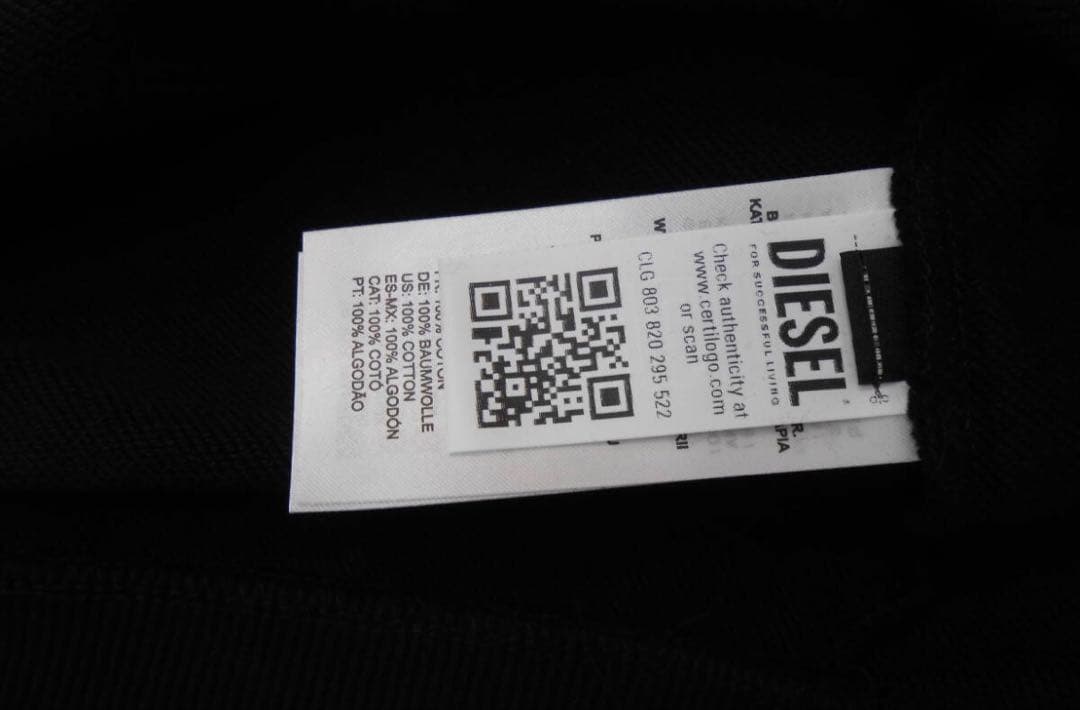 DIESEL
FOR SUCCESSFUL LIVING
Check authenticity at
www.certilogo.com
or scan
CLG 803 820 295 522
DE: 100% BAUMWOLLE
US: 100% COTTON
ES-MX: 100% ALGODÓN
CAT: 100% COTÓ
PT: 100% ALGODÃO